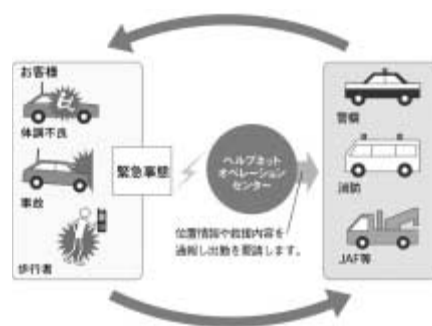 お客様
体調不良
事故
歩行者
緊急事態
ヘルプネット
オペレーション
センター
位置情報や救援内容を
通報し出動を要請します。
警察
消防
JAF等